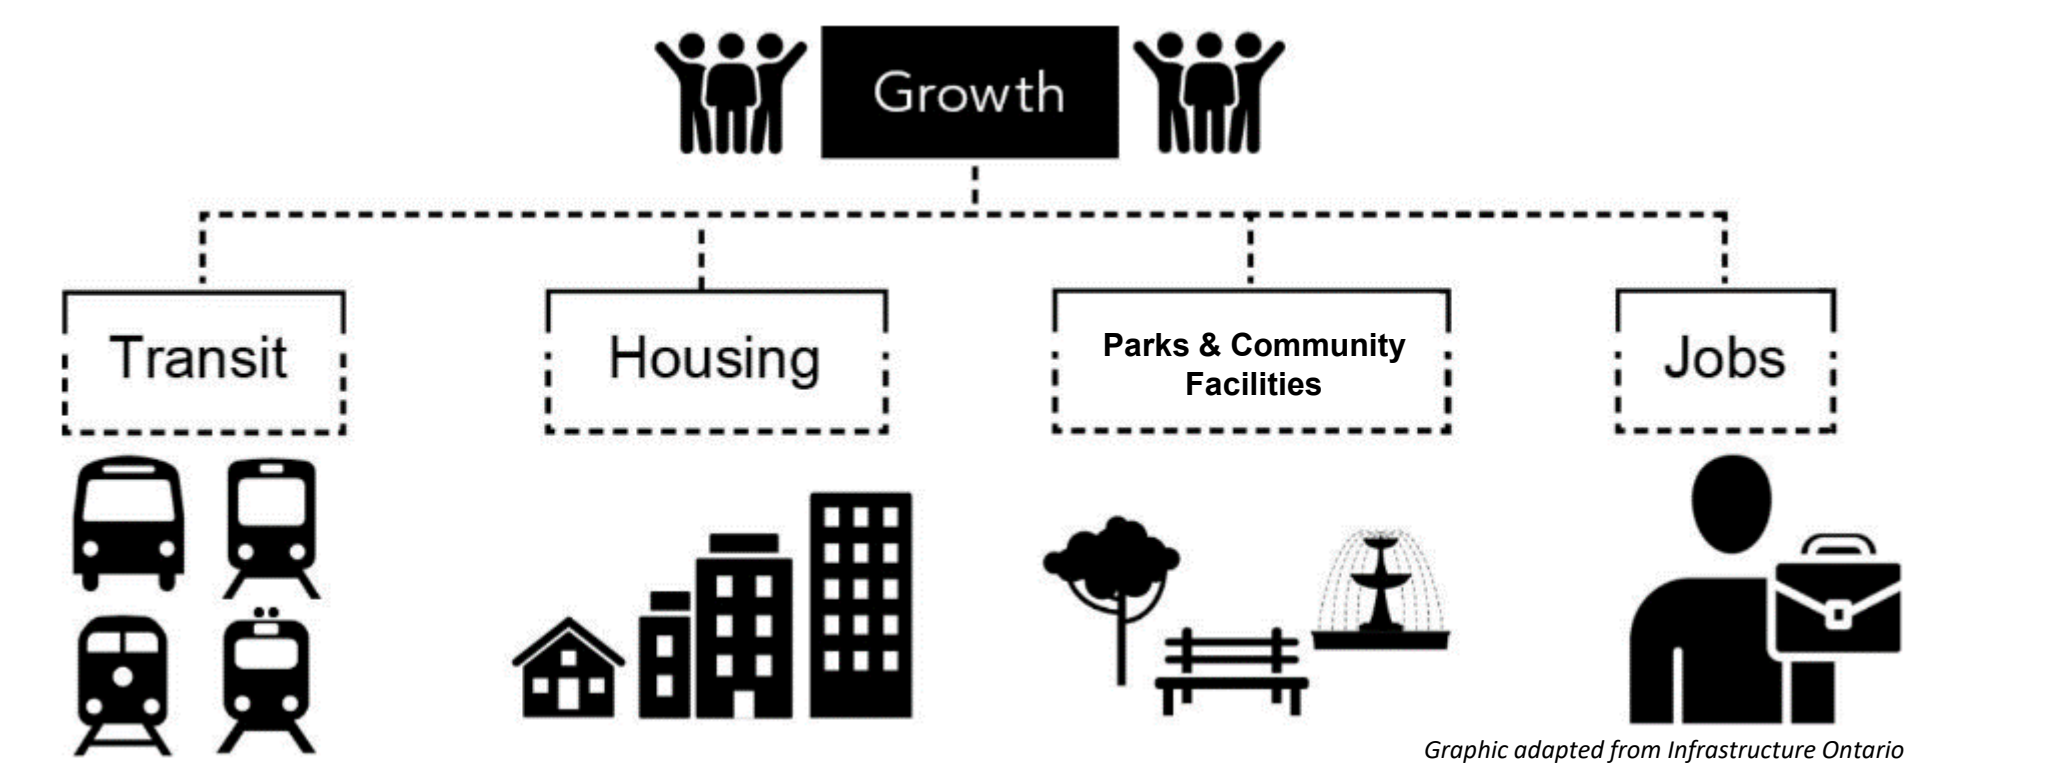 Growth
Transit
Housing
Parks & Community
Facilities
Jobs
Graphic adapted from Infrastructure Ontario